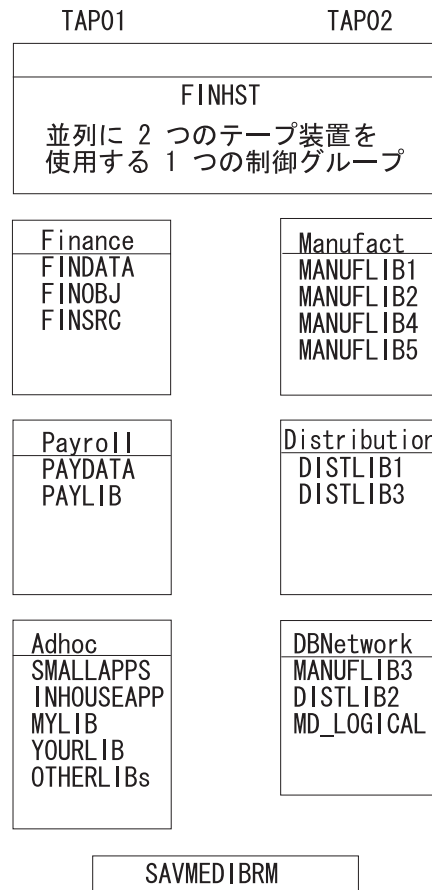 TAP01 TAP02
FINHST
並列に 2 つのテープ装置を
使用する 1 つの制御グループ
Finance
FINDATA
FINOBJ
FINSRC
Manufact
MANUFLIB1
MANUFLIB2
MANUFLIB4
MANUFLIB5
Payroll
PAYDATA
PAYLIB
Distribution
DISTLIB1
DISTLIB3
Adhoc
SMALLAPPS
INHOUSEAPP
MYLIB
YOURLIB
OTHERLIBs
DBNetwork
MANUFLIB3
DISTLIB2
MD_LOGICAL
SAVMEDIBRM